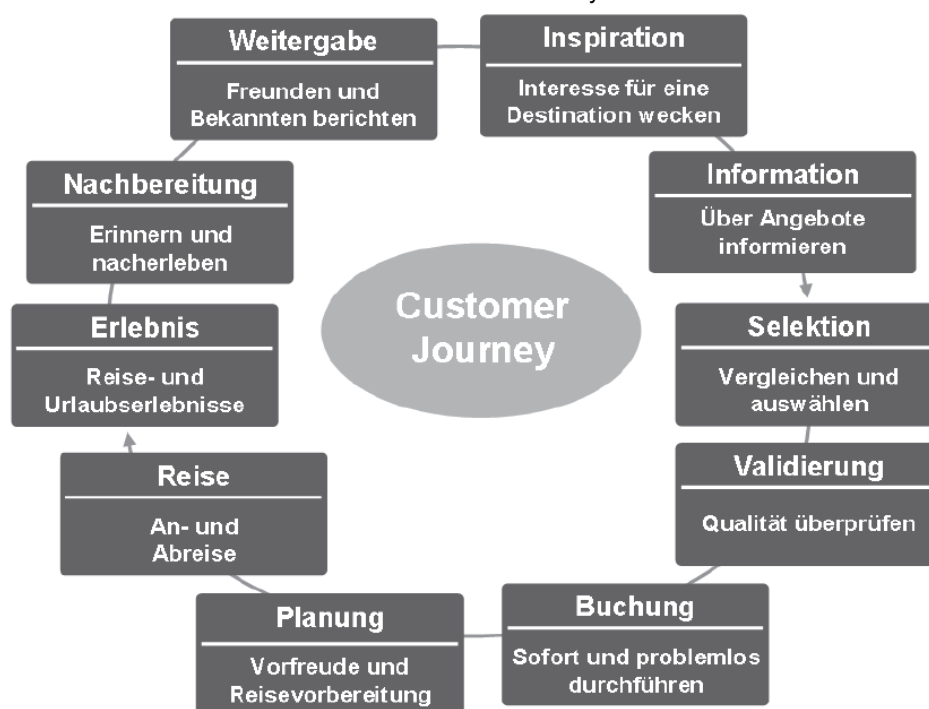 Weitergabe
Freunden und
Bekannten berichten
Inspiration
Interesse für eine
Destination wecken
Information
Über Angebote
informieren
Selektion
Vergleichen und
auswählen
Validierung
Qualität überprüfen
Buchung
Sofort und problemlos
durchführen
Planung
Vorfreude und
Reisevorbereitung
Reise
An- und
Abreise
Erlebnis
Reise- und
Urlaubserlebnisse
Nachbereitung
Erinnern und
nacherleben
Customer
Journey